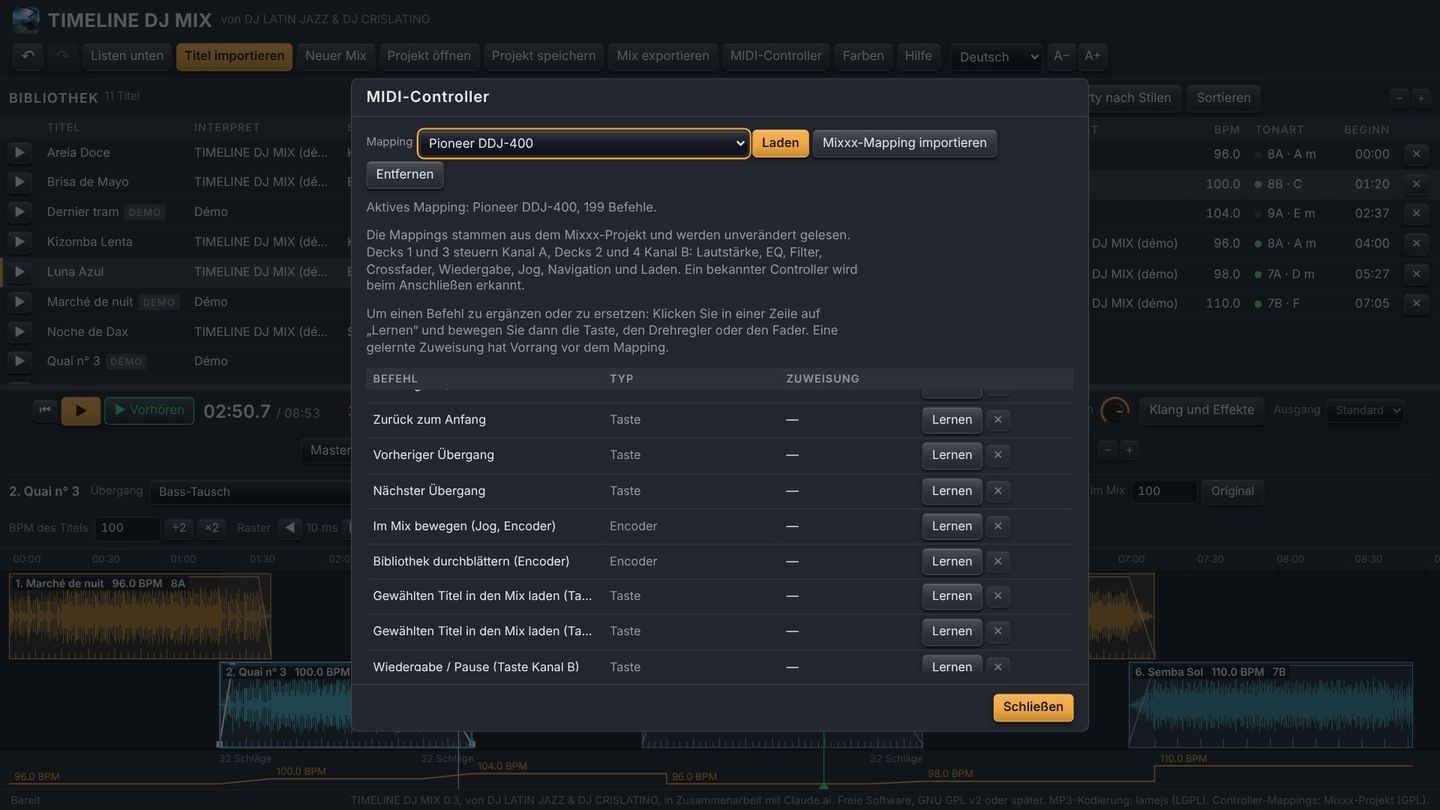 TIMELINE DJ MIX von DJ LATIN JAZZ & DJ CRISLATINO
Listen unten Titel importieren Neuer Mix Projekt öffnen Projekt speichern Mix exportieren MIDI-Controller Farben Hilfe Deutsch A− A+
BIBLIOTHEK 11 Titel
TITEL INTERPRET
Areia Doce TIMELINE DJ MIX (dé...
Brisa de Mayo TIMELINE DJ MIX (dé...
Dernier tram DEMO Démo
Kizomba Lenta TIMELINE DJ MIX (dé...
Luna Azul TIMELINE DJ MIX (dé...
Marché de nuit DEMO Démo
Noche de Dax TIMELINE DJ MIX (dé...
Quai n° 3 DEMO Démo
MIDI-Controller
Mapping Pioneer DDJ-400 Laden Mixxx-Mapping importieren
Entfernen
Aktives Mapping: Pioneer DDJ-400, 199 Befehle.
Die Mappings stammen aus dem Mixxx-Projekt und werden unverändert gelesen.
Decks 1 und 3 steuern Kanal A, Decks 2 und 4 Kanal B: Lautstärke, EQ, Filter,
Crossfader, Wiedergabe, Jog, Navigation und Laden. Ein bekannter Controller wird
beim Anschließen erkannt.
Um einen Befehl zu ergänzen oder zu ersetzen: Klicken Sie in einer Zeile auf
„Lernen“ und bewegen Sie dann die Taste, den Drehregler oder den Fader. Eine
gelernte Zuweisung hat Vorrang vor dem Mapping.
BEFEHL TYP ZUWEISUNG
Zurück zum Anfang Taste — Lernen ×
Vorheriger Übergang Taste — Lernen ×
Nächster Übergang Taste — Lernen ×
Im Mix bewegen (Jog, Encoder) Encoder — Lernen ×
Bibliothek durchblättern (Encoder) Encoder — Lernen ×
Gewählten Titel in den Mix laden (Ta... Taste — Lernen ×
Gewählten Titel in den Mix laden (Ta... Taste — Lernen ×
Wiedergabe / Pause (Taste Kanal B) Taste — Lernen ×
Schließen
rty nach Stilen Sortieren − +
BPM TONART BEGINN
96.0 8A · A m 00:00 ×
100.0 8B · C 01:20 ×
104.0 9A · E m 02:37 ×
DJ MIX (démo) 96.0 8A · A m 04:00 ×
DJ MIX (démo) 98.0 7A · D m 05:27 ×
DJ MIX (démo) 110.0 7B · F 07:05 ×
Vorhören 02:50.7 / 08:53
Klang und Effekte Ausgang Standard
Master
− +
2. Quai n° 3 Übergang Bass-Tausch
im Mix 100 Original
BPM des Titels 100 ÷2 ×2 Raster 10 ms
00:00 00:30 01:00 01:30 02:0 07:00 07:30 08:00 08:30
1. Marché de nuit 96.0 BPM 8A
2. Quai n° 3 100.0 BPM
6. Semba Sol 110.0 BPM 7B
32 Schläge 32 Schläge 32 Schläge
96.0 BPM 100.0 BPM 104.0 BPM 96.0 BPM 98.0 BPM 110.0 BPM
Bereit TIMELINE DJ MIX 0.3, von DJ LATIN JAZZ & DJ CRISLATINO, in Zusammenarbeit mit Claude.ai. Freie Software, GNU GPL v2 oder später. MP3-Kodierung: lamejs (LGPL). Controller-Mappings: Mixxx-Projekt (GPL).